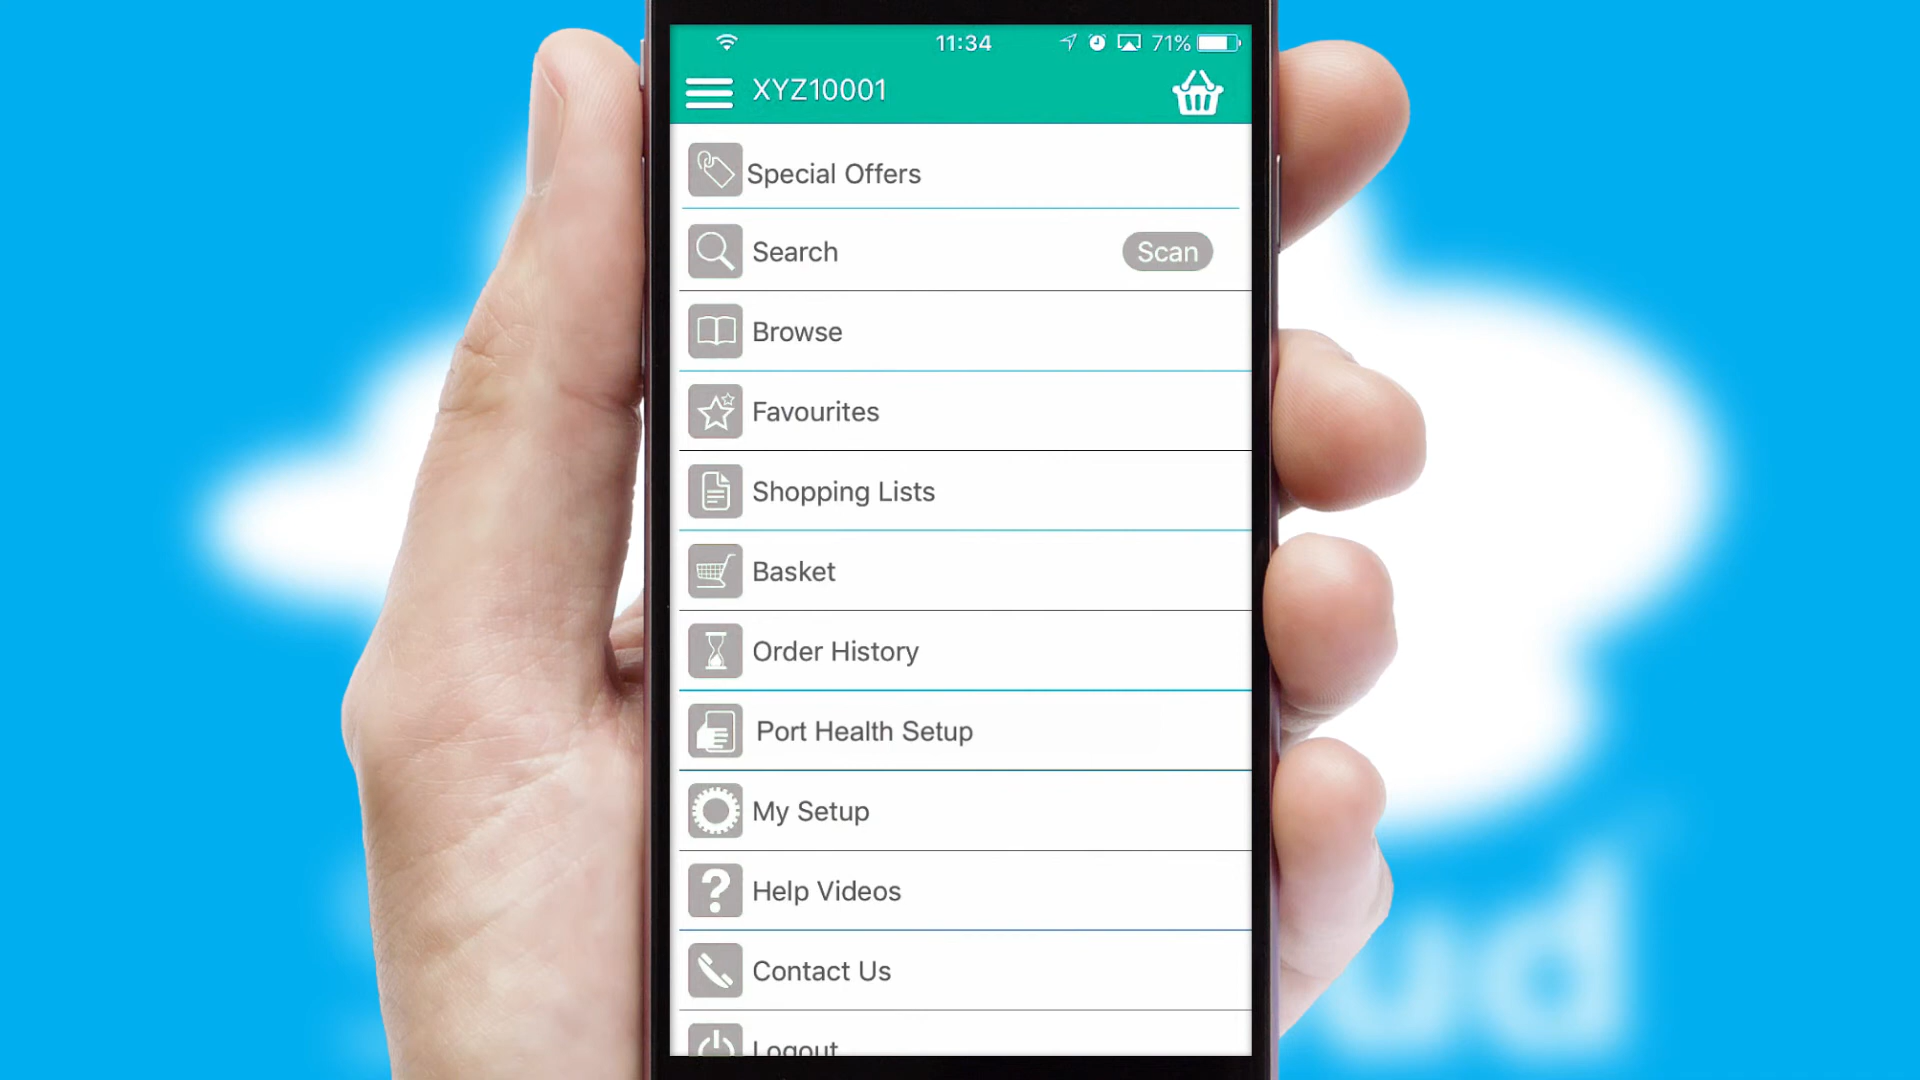 11:34
71%
XYZ10001
Special Offers
Search
Scan
Browse
Favourites
Shopping Lists
Basket
Order History
Port Health Setup
My Setup
Help Videos
Contact Us
Logout
ud